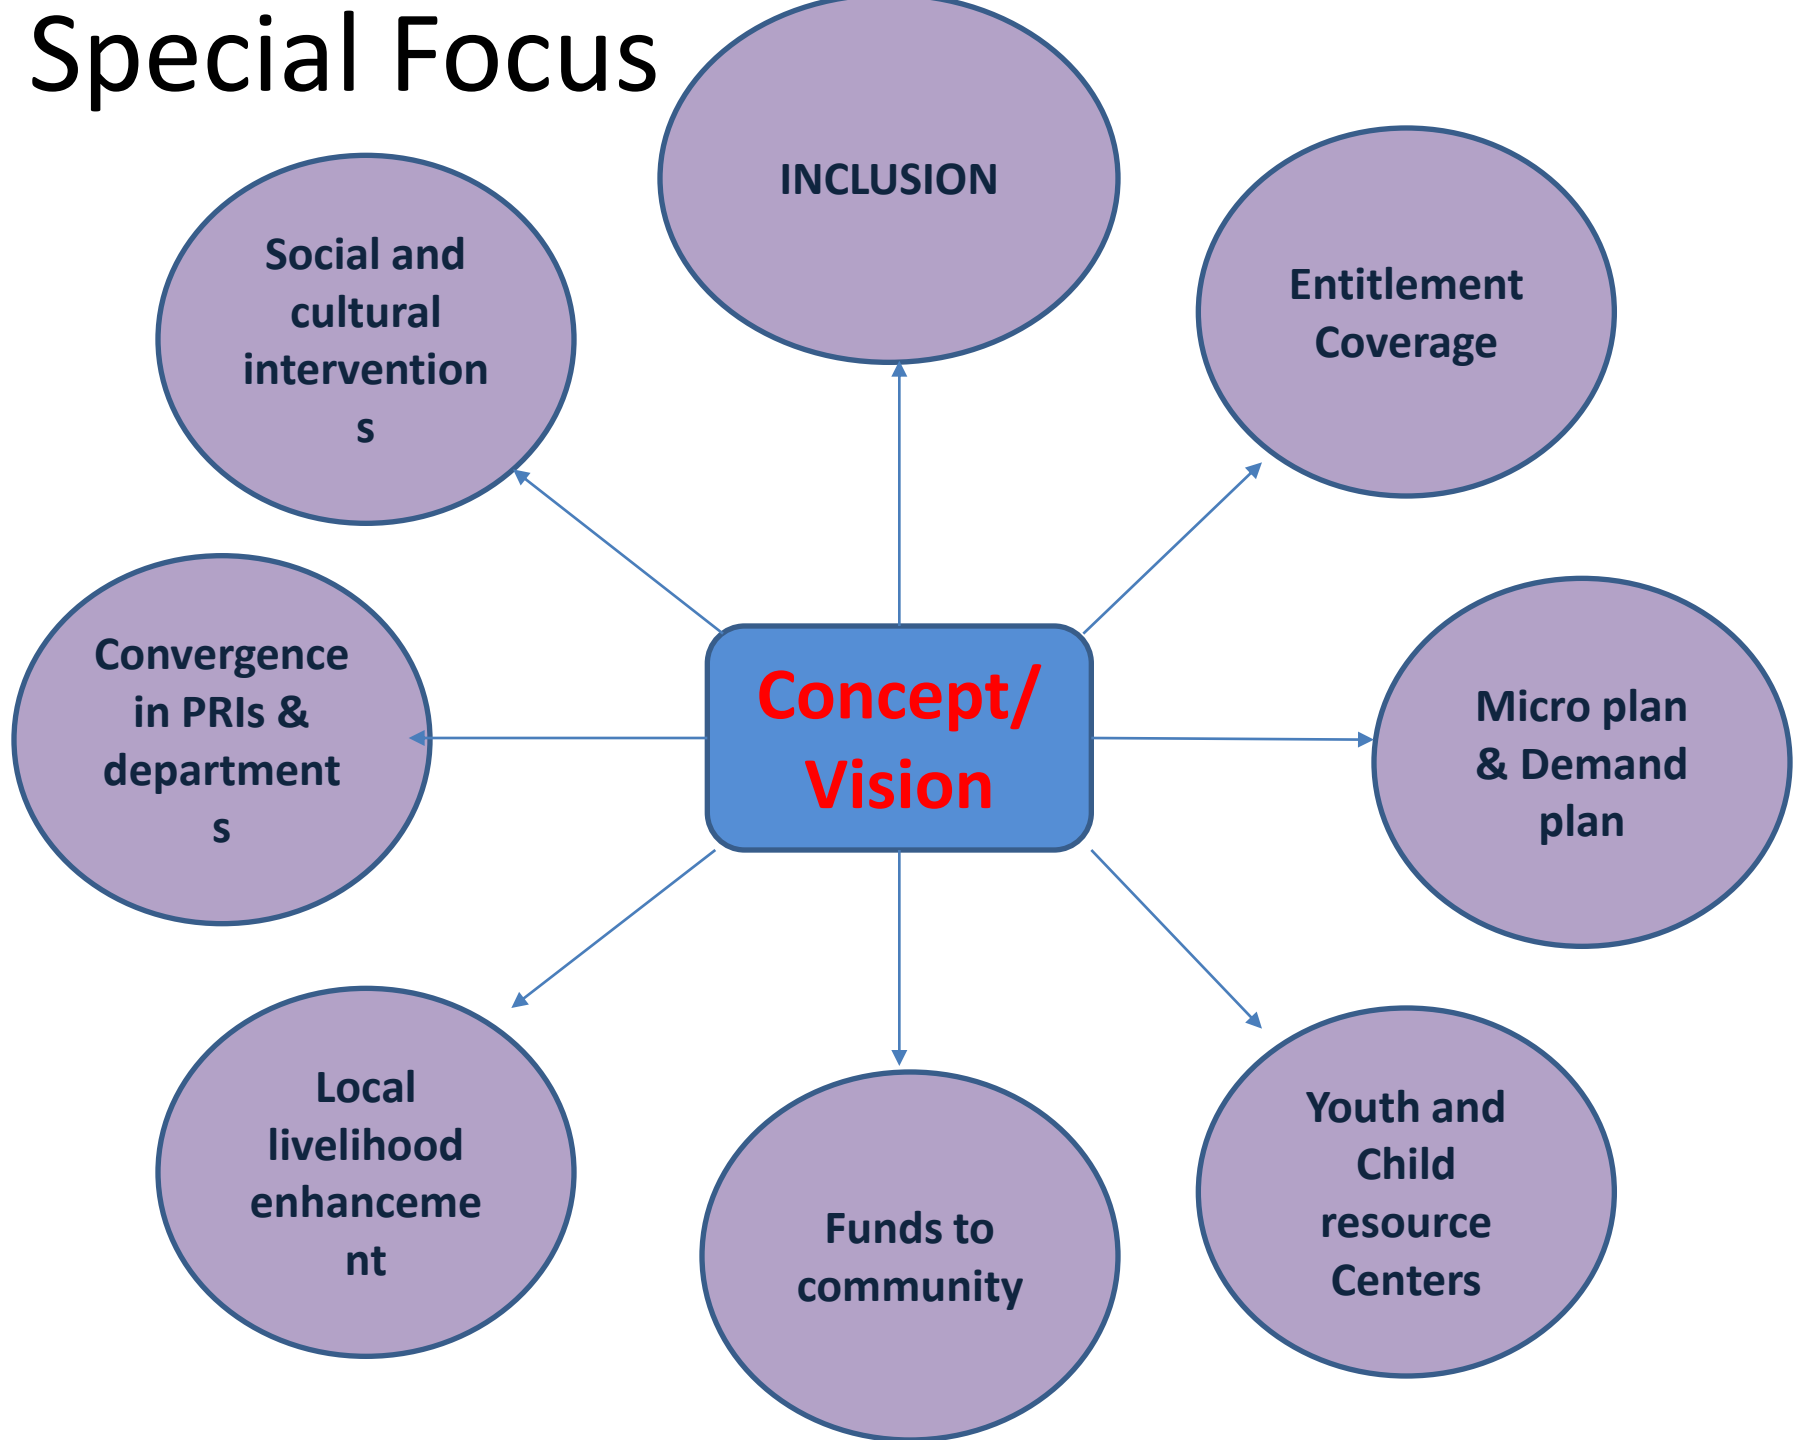 Special Focus
INCLUSION
Social and
cultural
intervention
s
Entitlement
Coverage
Convergence
in PRIs &
department
s
Concept/
Vision
Micro plan
& Demand
plan
Local
livelihood
enhanceme
nt
Funds to
community
Youth and
Child
resource
Centers